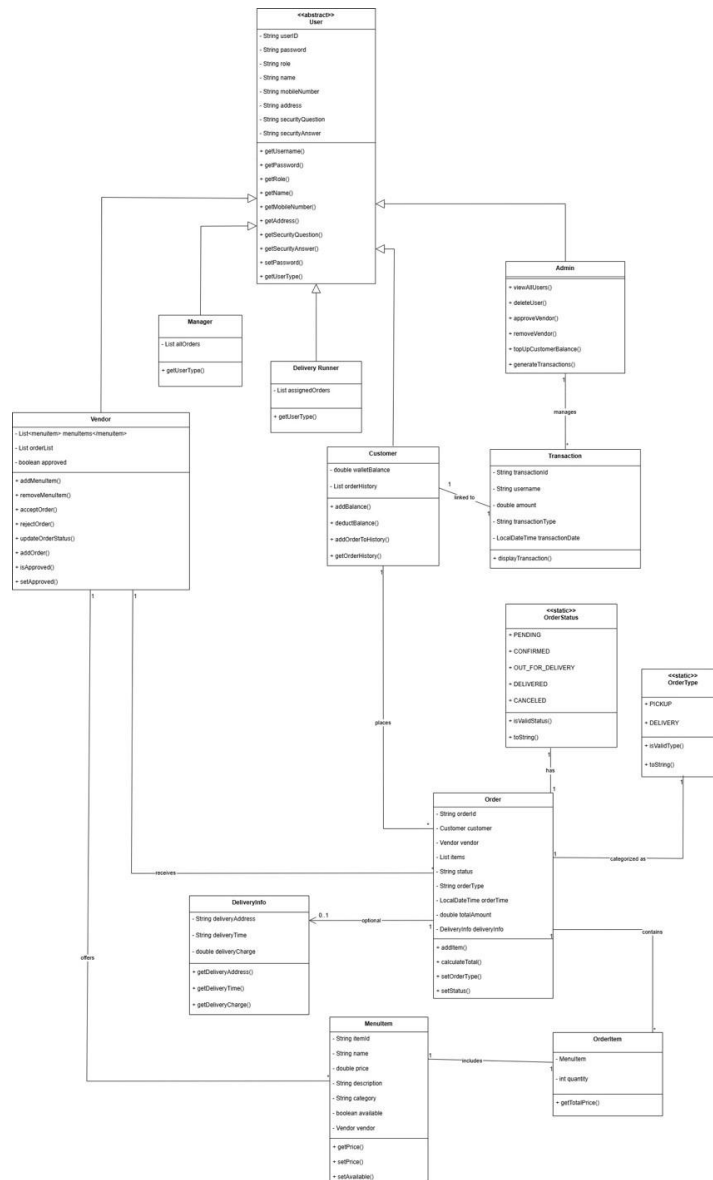 <<abstract>>
User
- String userID
- String password
- String role
- String name
- String mobileNumber
- String address
- String securityQuestion
- String securityAnswer
+ getUsername()
+ getPassword()
+ getRole()
+ getName()
+ getMobileNumber()
+ getAddress()
+ getSecurityQuestion()
+ getSecurityAnswer()
+ setPassword()
+ getUserType()
Manager
- List allOrders
+ getUserType()
Delivery Runner
- List assignedOrders
+ getUserType()
Admin
+ viewAllUsers()
+ deleteUser()
+ approveVendor()
+ removeVendor()
+ topUpCustomerBalance()
+ generateTransactions()
1
manages
*
Vendor
- List<menuItem> menuItems</menuitem>
- List orderList
- boolean approved
+ addMenuItem()
+ removeMenuItem()
+ acceptOrder()
+ rejectOrder()
+ updateOrderStatus()
+ addOrder()
+ isApproved()
+ setApproved()
1
1
Customer
- double walletBalance
- List orderHistory
+ addBalance()
+ deductBalance()
+ addOrderToHistory()
+ getOrderHistory()
1
1
linked to
1
Transaction
- String transactionId
- String username
- double amount
- String transactionType
- LocalDateTime transactionDate
+ displayTransaction()
<<static>>
OrderStatus
+ PENDING
+ CONFIRMED
+ OUT_FOR_DELIVERY
+ DELIVERED
+ CANCELED
+ isValidStatus()
+ toString()
1
has
1
<<static>>
OrderType
+ PICKUP
+ DELIVERY
+ isValidType()
+ toString()
1
places
*
receives
*
Order
- String orderId
- Customer customer
- Vendor vendor
- List items
- String status
- String orderType
- LocalDateTime orderTime
- double totalAmount
- DeliveryInfo deliveryInfo
+ addItem()
+ calculateTotal()
+ setOrderType()
+ setStatus()
1
categorized as
1
contains
*
DeliveryInfo
- String deliveryAddress
- String deliveryTime
- double deliveryCharge
+ getDeliveryAddress()
+ getDeliveryTime()
+ getDeliveryCharge()
0..1
optional
1
offers
*
MenuItem
- String itemId
- String name
- double price
- String description
- String category
- boolean available
- Vendor vendor
+ getPrice()
+ setPrice()
+ setAvailable()
1
includes
1
OrderItem
- MenuItem
- int quantity
+ getTotalPrice()